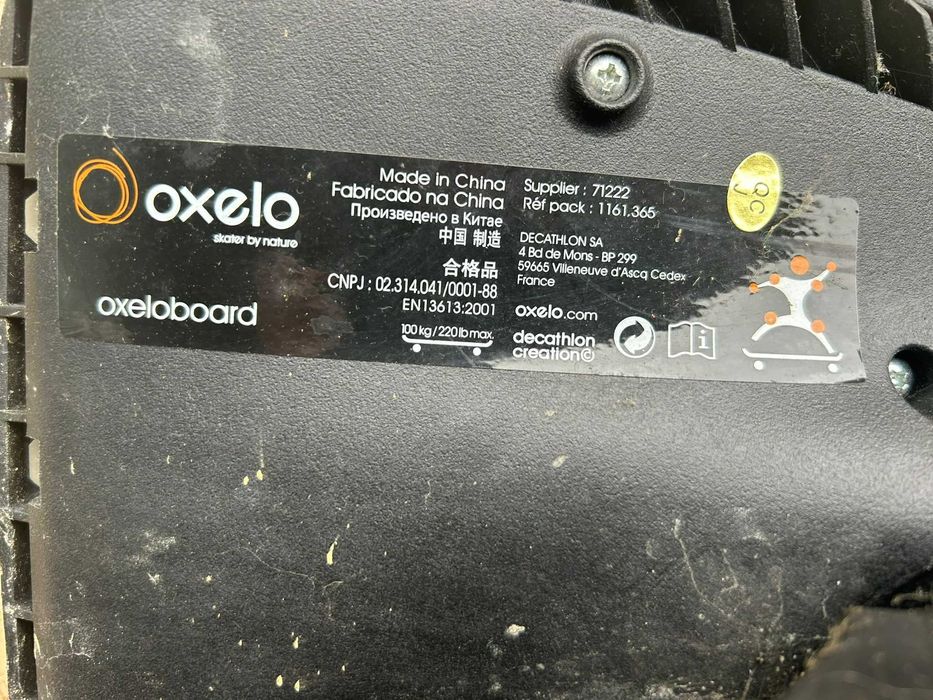 oxelo
skater by nature
oxeloboard
Made in China
Fabricado na China
Произведено в Китае
中国 制造
合格品
CNPJ : 02.314.041/0001-88
EN13613:2001
100 kg / 220 lb max.
Supplier : 71222
Réf pack : 1161.365
DECATHLON SA
4 Bd de Mons - BP 299
59665 Villeneuve d'Ascq Cedex
France
oxelo.com
decathlon
creation©
i
QC
J